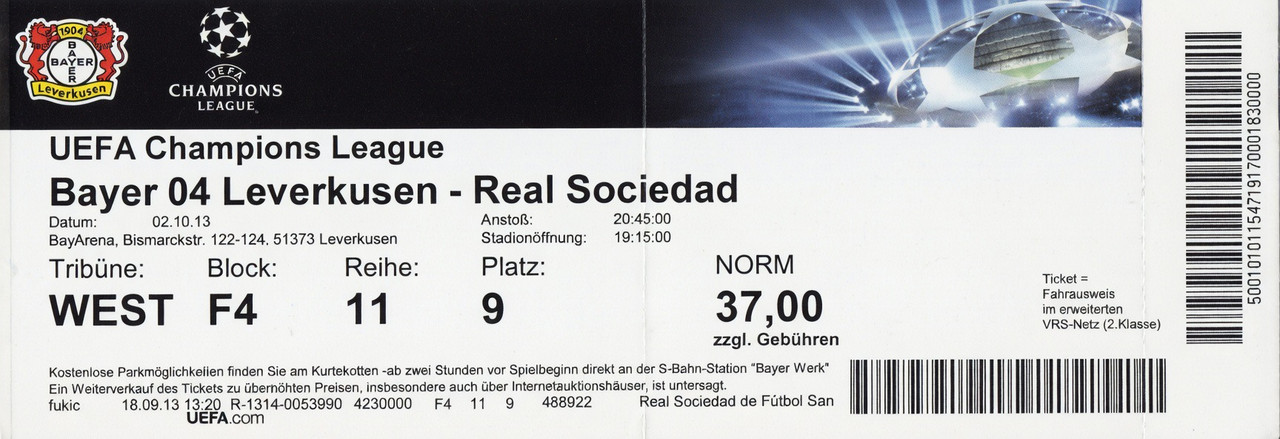 1904
BAYER
BAYER
Leverkusen
UEFA
CHAMPIONS
LEAGUE
UEFA Champions League
Bayer 04 Leverkusen - Real Sociedad
Datum: 02.10.13 Anstoß: 20:45:00
BayArena, Bismarckstr. 122-124, 51373 Leverkusen Stadionöffnung: 19:15:00
Tribüne: Block: Reihe: Platz: NORM
WEST F4 11 9 37,00
zzgl. Gebühren
Ticket =
Fahrausweis
im erweiterten
VRS-Netz (2.Klasse)
50010101154719170001830000
Kostenlose Parkmöglichkeiten finden Sie am Kurtekotten -ab zwei Stunden vor Spielbeginn direkt an der S-Bahn-Station "Bayer Werk"
Ein Weiterverkauf des Tickets zu übernöhten Preisen, insbesondere auch über Internetauktionshäuser, ist untersagt.
fukic 18.09.13 13:20 R-1314-0053990 4230000 F4 11 9 488922 Real Sociedad de Fútbol San
UEFA.com